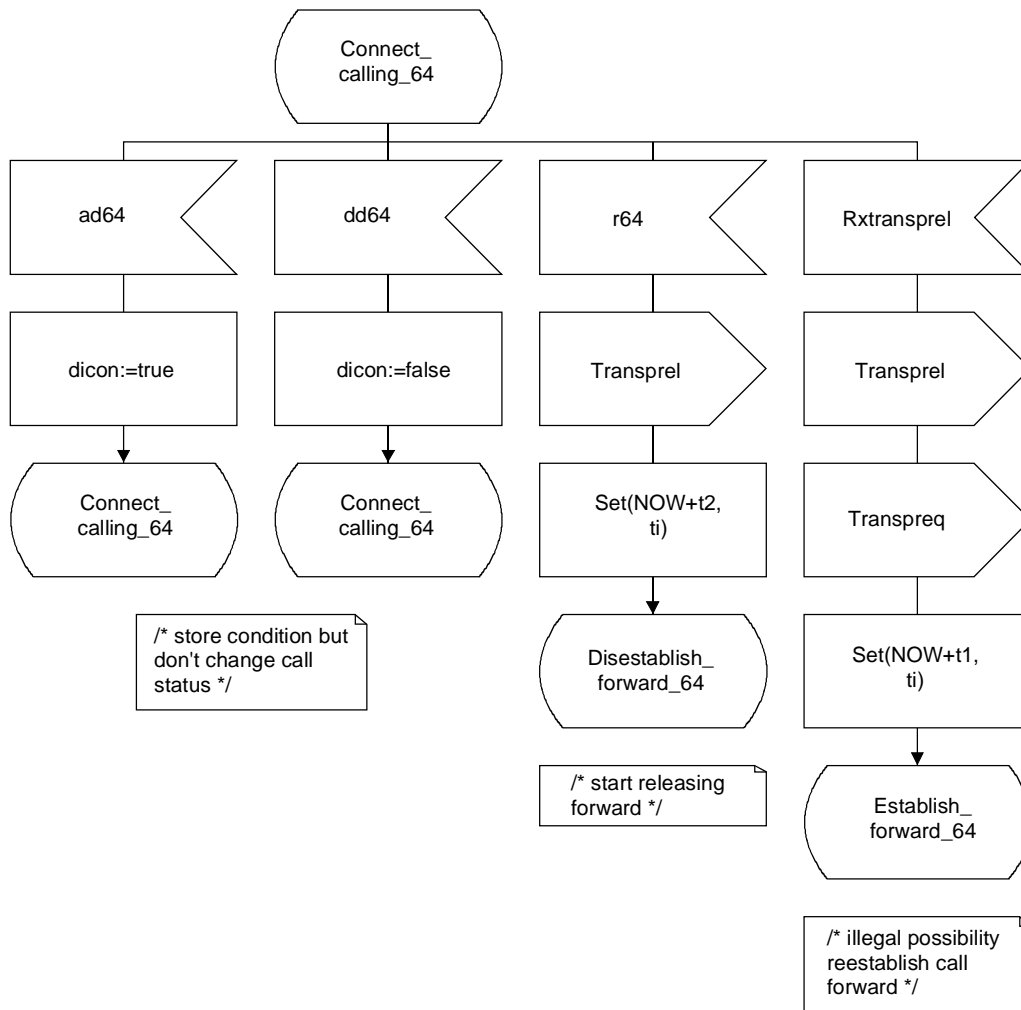 Connect_
calling_64
ad64
dd64
r64
Rxtransprel
dicon:=true
dicon:=false
Transprel
Transprel
Connect_
calling_64
Connect_
calling_64
Set(NOW+t2,
ti)
Transpreq
/* store condition but
don't change call
status */
Disestablish_
forward_64
Set(NOW+t1,
ti)
/* start releasing
forward */
Establish_
forward_64
/* illegal possibility
reestablish call
forward */